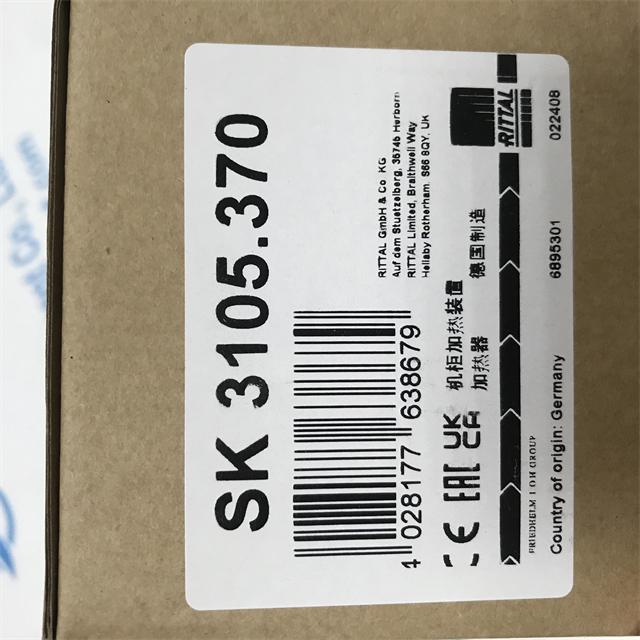 SK 3105.370
4 028177 638679
RITTAL GmbH & Co. KG
Auf dem Stuetzelberg, 35745 Herborn
RITTAL Limited, Braithwell Way
Hellaby Rotherham. S66 8QY, UK
CE EAC UK CA
机柜加热装置
加热器 德国制造
RITTAL
FRIEDHELM LOH GROUP
Country of origin: Germany 6895301 022408